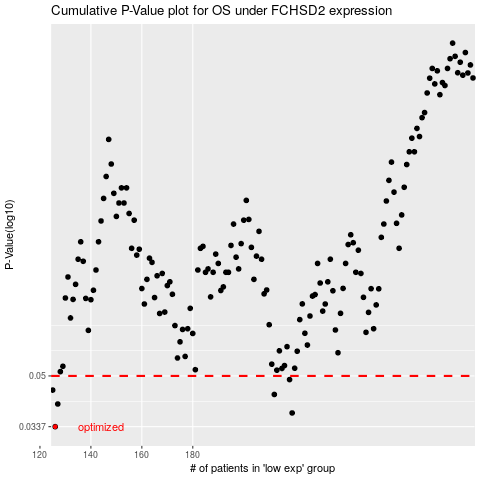 Cumulative P-Value plot for OS under FCHSD2 expression
P-Value(log10)
0.05
0.0337
optimized
120 140 160 180
# of patients in 'low exp' group